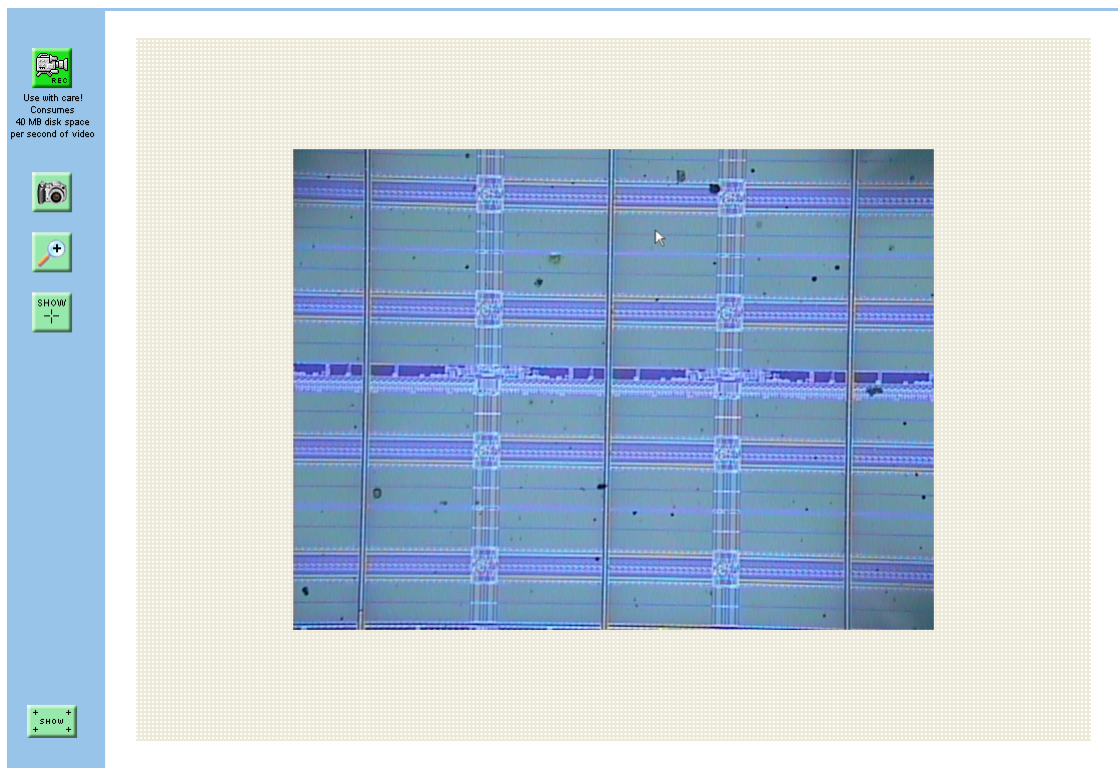 REC
Use with care!
Consumes
40 MB disk space
per second of video
SHOW
SHOW